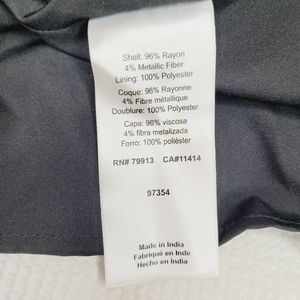 Shell: 96% Rayon
4% Metallic Fiber
Lining: 100% Polyester
Coque: 96% Rayonne
4% Fibre métallique
Doublure: 100% Polyester
Capa: 96% viscosa
4% fibra metalizada
Forro: 100% poliéster
RN# 79913 CA#11414
97354
Made in India
Fabriqué en Inde
Hecho en India